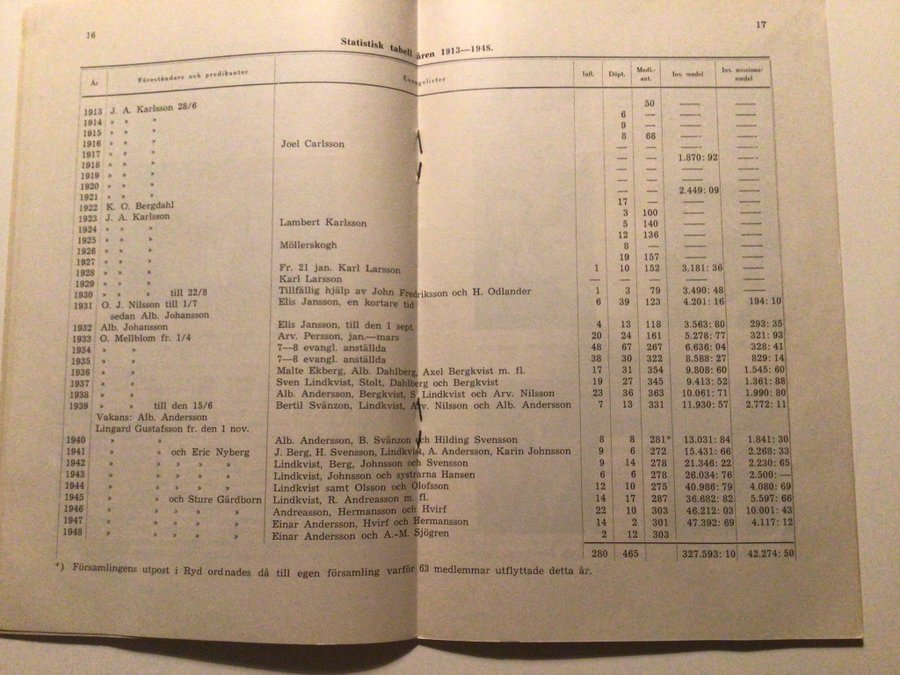 16
17
Statistisk tabell åren 1913—1948.
År Föreståndare och predikanter Evangelister Infl. Döpt. Medl.-ant. Ins. medel Ins. missions-medel
1913 J. A. Karlsson 28/6 50 — —
1914 » » » 6 — — —
1915 » » » 9 — — —
1916 » » » Joel Carlsson 8 68 — —
1917 » » » — — — —
1918 » » » — — 1.870: 92 —
1919 » » » — — — —
1920 » » » — — — —
1921 » » » — — 2.449: 09 —
1922 K. O. Bergdahl 17 — — —
1923 J. A. Karlsson 3 100 — —
1924 » » » Lambert Karlsson 5 140 — —
1925 » » » 12 136 — —
1926 » » » Möllerskogh 8 — — —
1927 » » » 19 157 — —
1928 » » » Fr. 21 jan. Karl Larsson 1 10 152 3.181: 36 —
1929 » » » Karl Larsson — — — — —
1930 » » » till 22/8 Tillfällig hjälp av John Fredriksson och H. Odlander 1 3 79 3.490: 48 —
1931 O. J. Nilsson till 1/7 Elis Jansson, en kortare tid 6 39 123 4.201: 16 194: 10
sedan Alb. Johansson
1932 Alb. Johansson Elis Jansson, till den 1 sept. 4 13 118 3.563: 80 293: 35
1933 O. Mellblom fr. 1/4 Arv. Persson, jan.—mars 20 24 161 5.278: 77 321: 93
1934 » » 7—8 evangl. anställda 48 67 267 6.636: 04 328: 41
1935 » » 7—8 evangl. anställda 38 30 322 8.588: 27 829: 14
1936 » » Malte Ekberg, Alb. Dahlberg, Axel Bergkvist m. fl. 17 31 354 9.808: 60 1.545: 60
1937 » » Sven Lindkvist, Stolt, Dahlberg och Bergkvist 19 27 345 9.413: 52 1.361: 88
1938 » » Alb. Andersson, Bergkvist, S. Lindkvist och Arv. Nilsson 23 36 363 10.061: 71 1.990: 80
1939 » » till den 15/6 Bertil Svänzon, Lindkvist, Arv. Nilsson och Alb. Andersson 7 13 331 11.930: 57 2.772: 11
Vakans: Alb. Andersson
Lingard Gustafsson fr. den 1 nov.
1940 » » Alb. Andersson, B. Svänzon och Hilding Svensson 8 8 281* 13.031: 84 1.841: 30
1941 » » och Eric Nyberg J. Berg, H. Svensson, Lindkvist, A. Andersson, Karin Johnsson 9 6 272 15.431: 66 2.268: 33
1942 » » » » » Lindkvist, Berg, Johnsson och Svensson 9 14 278 21.346: 22 2.230: 65
1943 » » » » » Lindkvist, Johnsson och systrarna Hansen 6 6 278 26.034: 76 2.500: —
1944 » » » » » Lindkvist samt Olsson och Olofsson 12 10 275 40.986: 79 4.080: 69
1945 » » och Sture Gårdborn Lindkvist, R. Andreasson m. fl. 14 17 287 36.682: 82 5.597: 66
1946 » » » » » Andreasson, Hermansson och Hvirf 22 10 303 46.212: 03 10.001: 43
1947 » » » » » Einar Andersson, Hvirf och Hermansson 14 2 301 47.392: 69 4.117: 12
1948 » » » » » Einar Andersson och A.-M. Sjögren 2 12 303
280 465 327.593: 10 42.274: 50
*) Församlingens utpost i Ryd ordnades då till egen församling varför 63 medlemmar utflyttade detta år.